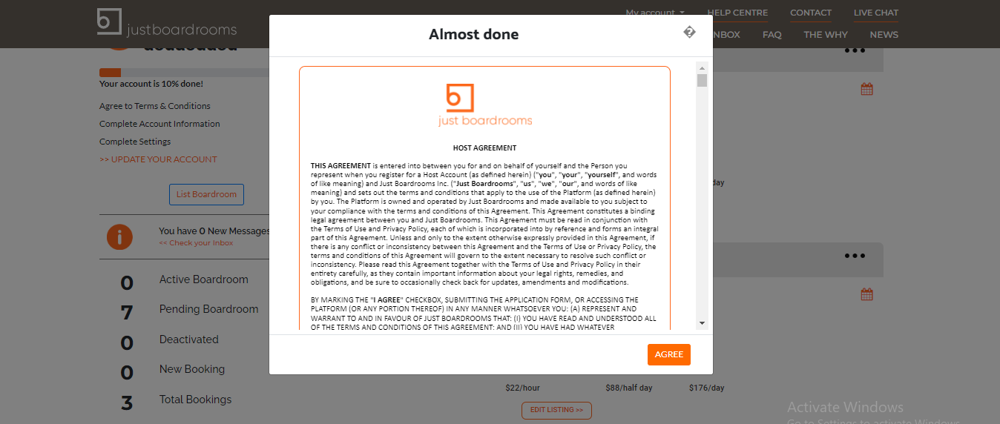 justboardrooms
My account
HELP CENTRE
CONTACT
LIVE CHAT
INBOX
FAQ
THE WHY
NEWS
Your account is 10% done!
Agree to Terms & Conditions
Complete Account Information
Complete Settings
>> UPDATE YOUR ACCOUNT
List Boardroom
You have 0 New Messages
<< Check your Inbox
0 Active Boardroom
7 Pending Boardroom
0 Deactivated
0 New Booking
3 Total Bookings
Almost done
just boardrooms
HOST AGREEMENT
THIS AGREEMENT is entered into between you for and on behalf of yourself and the Person you
represent when you register for a Host Account (as defined herein) ("you", "your", "yourself", and words
of like meaning) and Just Boardrooms Inc. ("Just Boardrooms", "us", "we", "our", and words of like
meaning) and sets out the terms and conditions that apply to the use of the Platform (as defined herein)
by you. The Platform is owned and operated by Just Boardrooms and made available to you subject to
your compliance with the terms and conditions of this Agreement. This Agreement constitutes a binding
legal agreement between you and Just Boardrooms. This Agreement must be read in conjunction with
the Terms of Use and Privacy Policy, each of which is incorporated into by reference and forms an integral
part of this Agreement. Unless and only to the extent otherwise expressly provided in this Agreement, if
there is any conflict or inconsistency between this Agreement and the Terms of Use or Privacy Policy, the
terms and conditions of this Agreement will govern to the extent necessary to resolve such conflict or
inconsistency. Please read this Agreement together with the Terms of Use and Privacy Policy in their
entirety carefully, as they contain important information about your legal rights, remedies, and
obligations, and be sure to occasionally check back for updates, amendments and modifications.
BY MARKING THE "I AGREE" CHECKBOX, SUBMITTING THE APPLICATION FORM, OR ACCESSING THE
PLATFORM (OR ANY PORTION THEREOF) IN ANY MANNER WHATSOEVER YOU: (A) REPRESENT AND
WARRANT TO AND IN FAVOUR OF JUST BOARDROOMS THAT: (I) YOU HAVE READ AND UNDERSTOOD ALL
OF THE TERMS AND CONDITIONS OF THIS AGREEMENT; AND (II) YOU HAVE HAD WHATEVER
AGREE
/day
$22/hour
$88/half day
$176/day
EDIT LISTING >>
Activate Windows
Go to Settings to activate Windows.